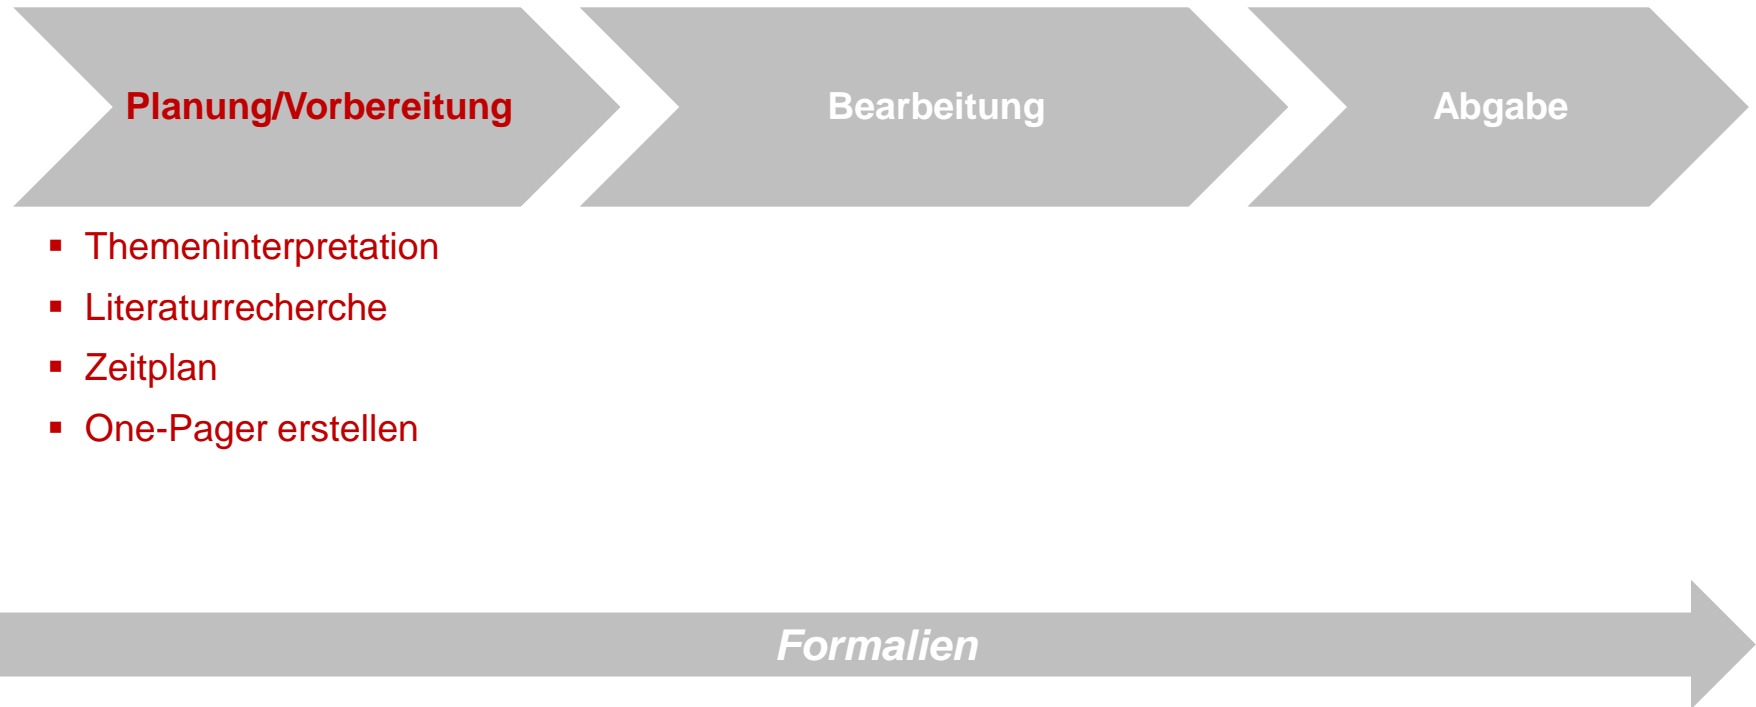 Planung/Vorbereitung
Bearbeitung
Abgabe
Themeninterpretation
Literaturrecherche
Zeitplan
One-Pager erstellen
Formalien